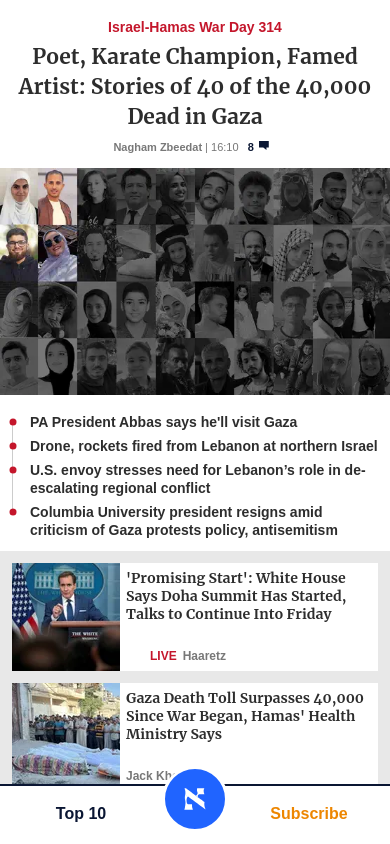 Israel-Hamas War Day 314
Poet, Karate Champion, Famed
Artist: Stories of 40 of the 40,000
Dead in Gaza
Nagham Zbeedat | 16:10 8
PA President Abbas says he'll visit Gaza
Drone, rockets fired from Lebanon at northern Israel
U.S. envoy stresses need for Lebanon’s role in de-
escalating regional conflict
Columbia University president resigns amid
criticism of Gaza protests policy, antisemitism
'Promising Start': White House
Says Doha Summit Has Started,
Talks to Continue Into Friday
LIVE Haaretz
Gaza Death Toll Surpasses 40,000
Since War Began, Hamas' Health
Ministry Says
Jack
Top 10
Subscribe